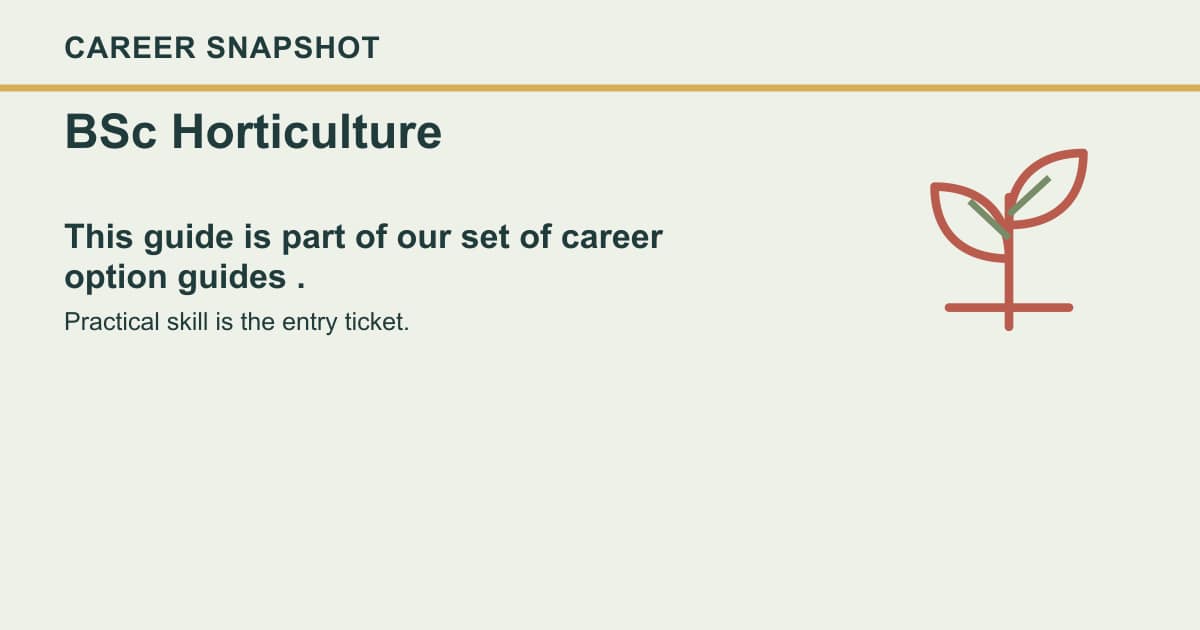 CAREER SNAPSHOT
BSc Horticulture
This guide is part of our set of career
option guides .
Practical skill is the entry ticket.